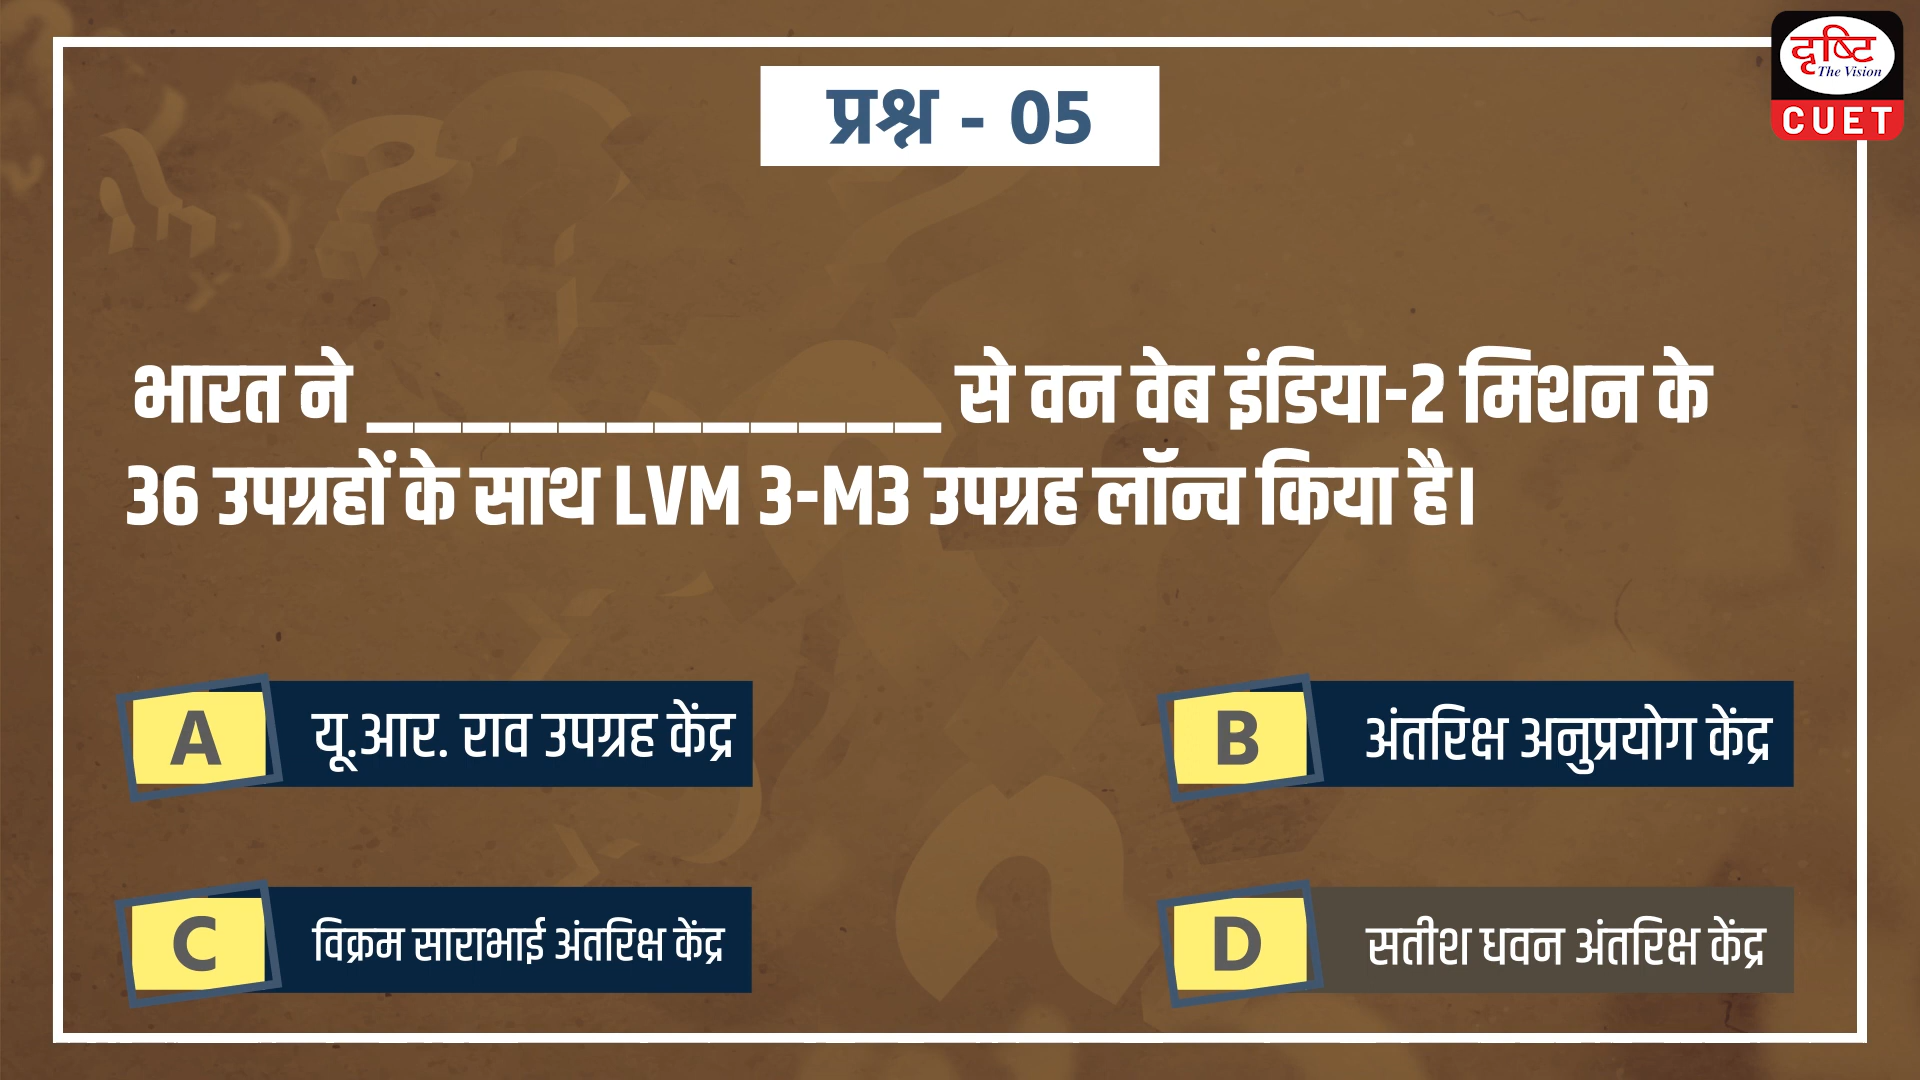 दृष्टि
The Vision
CUET
प्रश्न - 05
भारत ने ____________ से वन वेब इंडिया-2 मिशन के
36 उपग्रहों के साथ LVM 3-M3 उपग्रह लॉन्च किया है।
A यू.आर. राव उपग्रह केंद्र
B अंतरिक्ष अनुप्रयोग केंद्र
C विक्रम साराभाई अंतरिक्ष केंद्र
D सतीश धवन अंतरिक्ष केंद्र